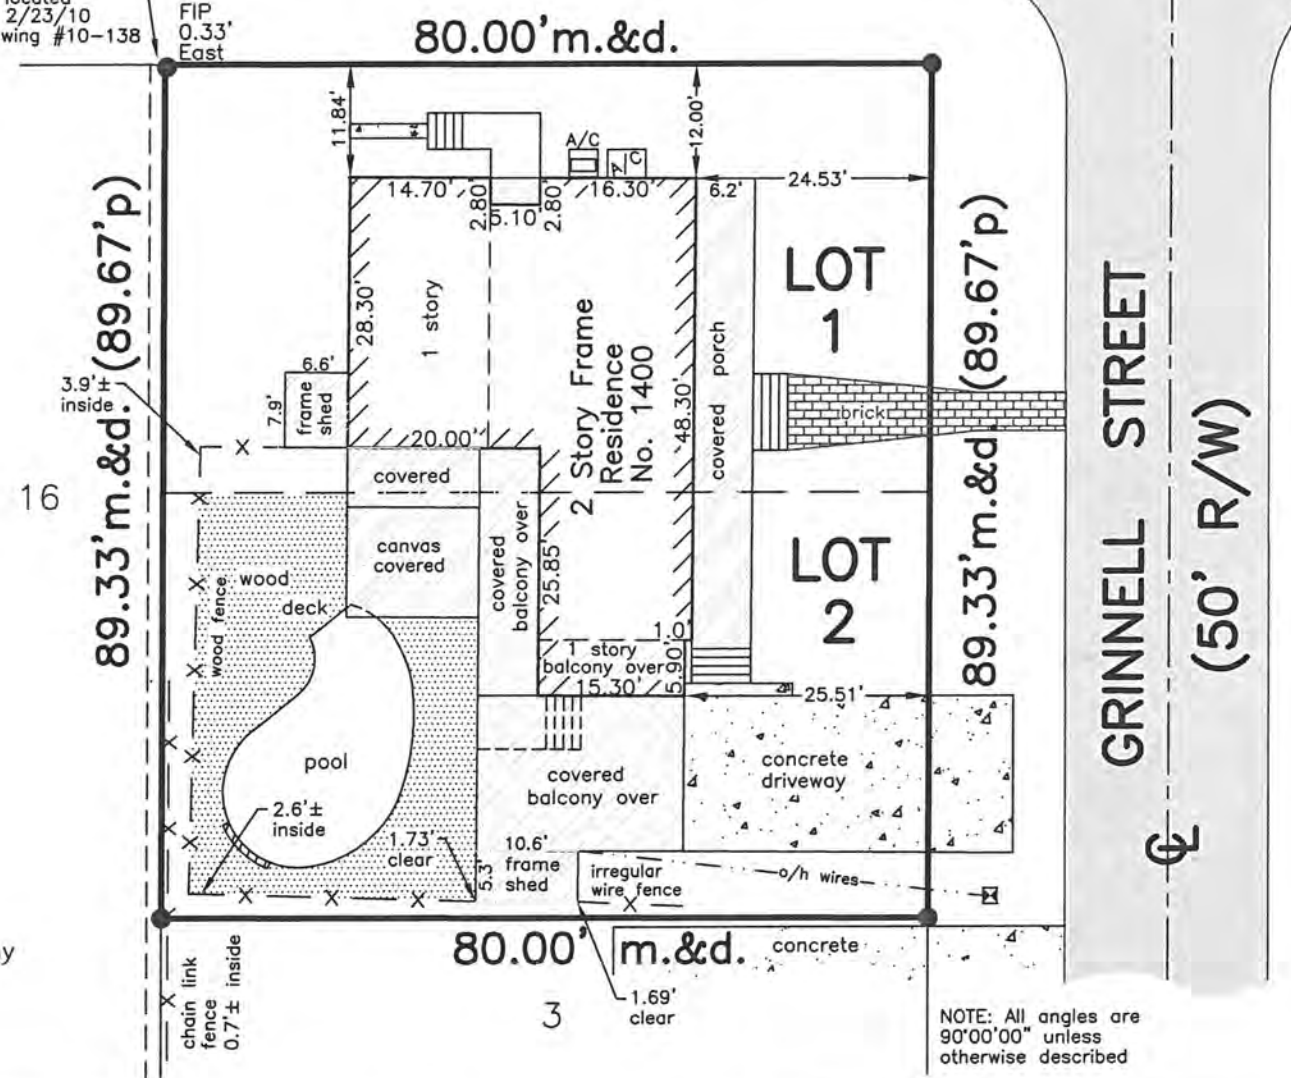 located
2/23/10
wing #10-138
FIP
0.33'
East
80.00'm.&d.
11.84'
12.00'
A/C
A/C
14.70'
2.80'
5.10'
2.80'
16.30'
6.2'
24.53'
89.33'm.&d. (89.67'p)
28.30'
1 story
2 Story Frame
Residence
No. 1400
48.30'
covered porch
LOT
1
89.33'm.&d. (89.67'p)
GRINNELL STREET
(50' R/W)
3.9'±
inside
6.6'
7.9'
frame
shed
brick
20.00'
covered
16
canvas
covered
covered
balcony over
25.85
LOT
2
wood
deck
wood fence
1.0'
1 story
balcony over
5.90'
15.30'
25.51'
pool
covered
balcony over
concrete
driveway
2.6'±
inside
1.73'
clear
10.6'
5.3'
frame
shed
irregular
wire fence
o/h wires
CL
80.00' m.&d.
concrete
y
chain link
fence
0.7'± inside
3
1.69'
clear
NOTE: All angles are
90°00'00" unless
otherwise described